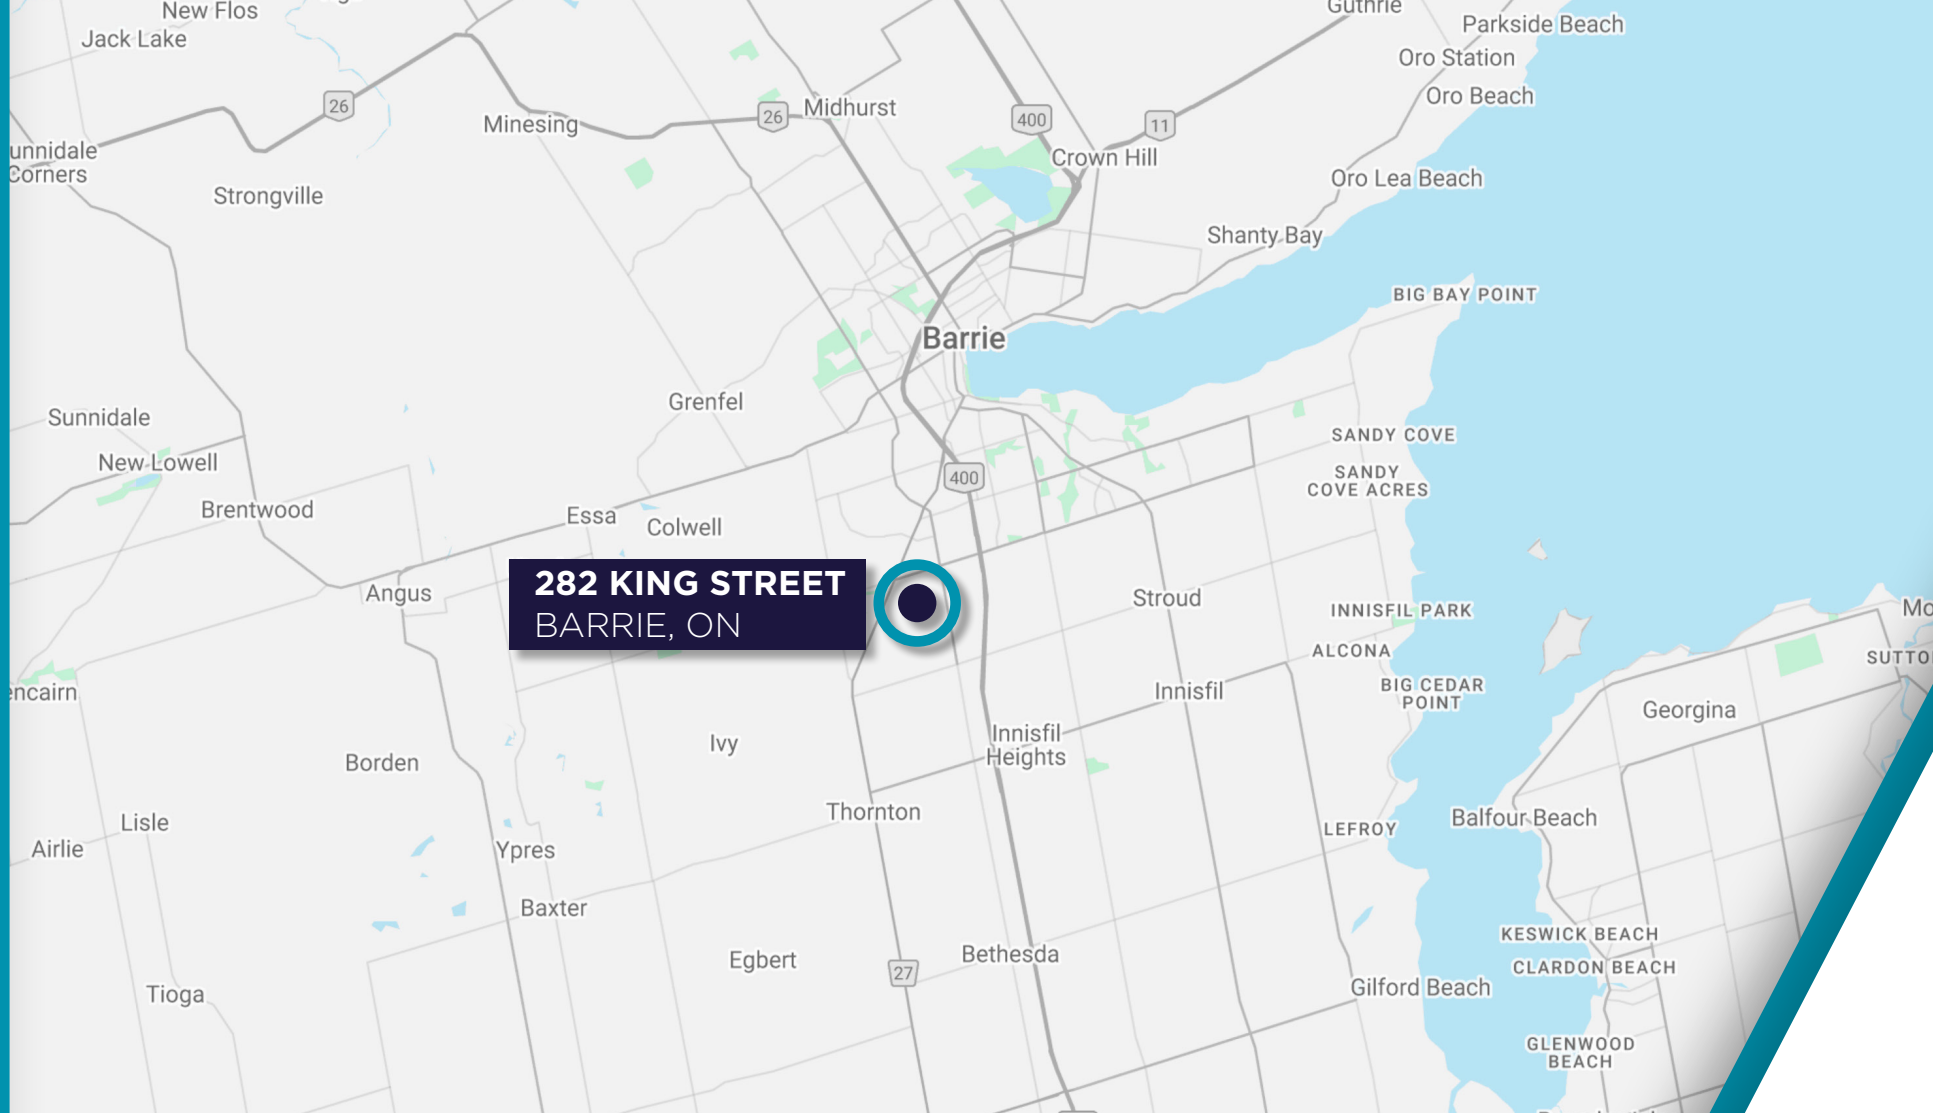 New Flos
Guthrie
Jack Lake
Parkside Beach
Oro Station
Oro Beach
26
Midhurst
26
400
11
Minesing
unnidale
Corners
Crown Hill
Strongville
Oro Lea Beach
Shanty Bay
BIG BAY POINT
Barrie
Grenfel
Sunnidale
SANDY COVE
New Lowell
400
SANDY
COVE ACRES
Brentwood
Essa
Colwell
282 KING STREET
BARRIE, ON
Angus
Stroud
INNISFIL PARK
Mo
ALCONA
SUTTO
encairn
Innisfil
BIG CEDAR
POINT
Georgina
Ivy
Innisfil
Heights
Borden
Thornton
Lisle
LEFROY
Balfour Beach
Airlie
Ypres
Baxter
KESWICK BEACH
Egbert
27
Bethesda
CLARDON BEACH
Tioga
Gilford Beach
GLENWOOD
BEACH